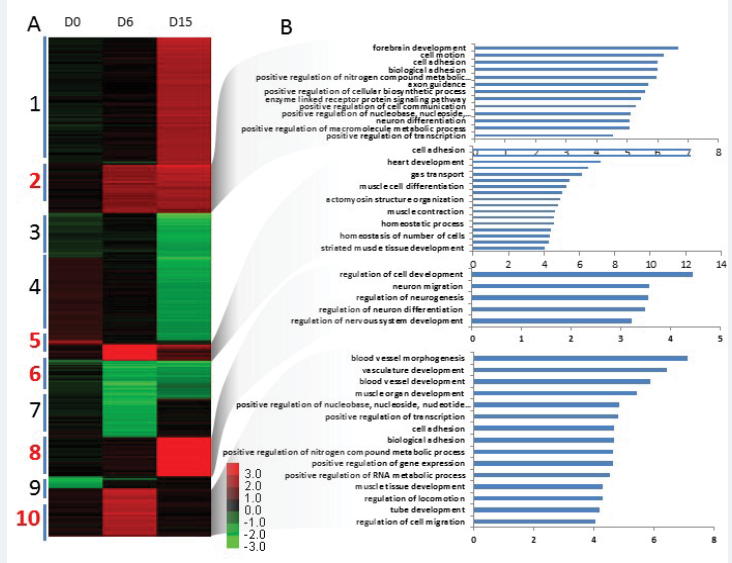 A
D0 D6 D15
B
1
2
3
4
5
6
7
8
9
10
3.0
2.0
1.0
0.0
-1.0
-2.0
-3.0
forebrain development
cell motion
cell adhesion
biological adhesion
positive regulation of nitrogen compound metabolic...
axon guidance
positive regulation of cellular biosynthetic process
enzyme linked receptor protein signaling pathway
positive regulation of cell communication
positive regulation of nucleobase, nucleoside,...
neuron differentiation
positive regulation of macromolecule metabolic process
positive regulation of transcription
0 1 2 3 4 5 6 7 8
cell adhesion
heart development
gas transport
muscle cell differentiation
actomyosin structure organization
muscle contraction
homeostatic process
homeostasis of number of cells
striated muscle tissue development
0 2 4 6 8 10 12 14
regulation of cell development
neuron migration
regulation of neurogenesis
regulation of neuron differentiation
regulation of nervous system development
0 1 2 3 4 5
blood vessel morphogenesis
vasculature development
blood vessel development
muscle organ development
positive regulation of nucleobase, nucleoside, nucleotide...
positive regulation of transcription
cell adhesion
biological adhesion
positive regulation of nitrogen compound metabolic process
positive regulation of gene expression
positive regulation of RNA metabolic process
muscle tissue development
regulation of locomotion
tube development
regulation of cell migration
0 2 4 6 8